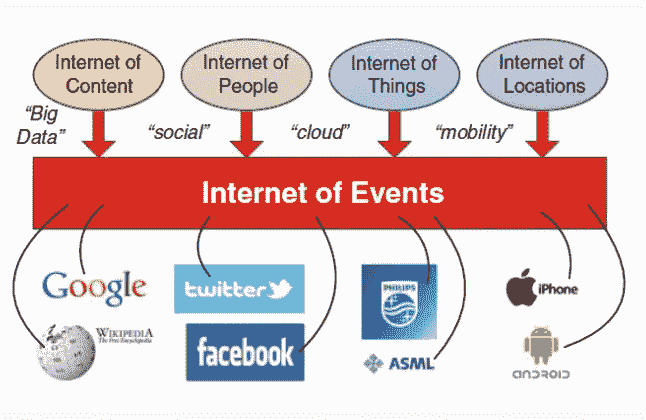 Internet of
Content
Internet of
People
Internet of
Things
Internet of
Locations
“Big
Data”
“social”
“cloud”
“mobility”
Internet of Events
Google
twitter
PHILIPS
iPhone
WIKIPEDIA
The Free Encyclopedia
facebook
ASML
ANDROID